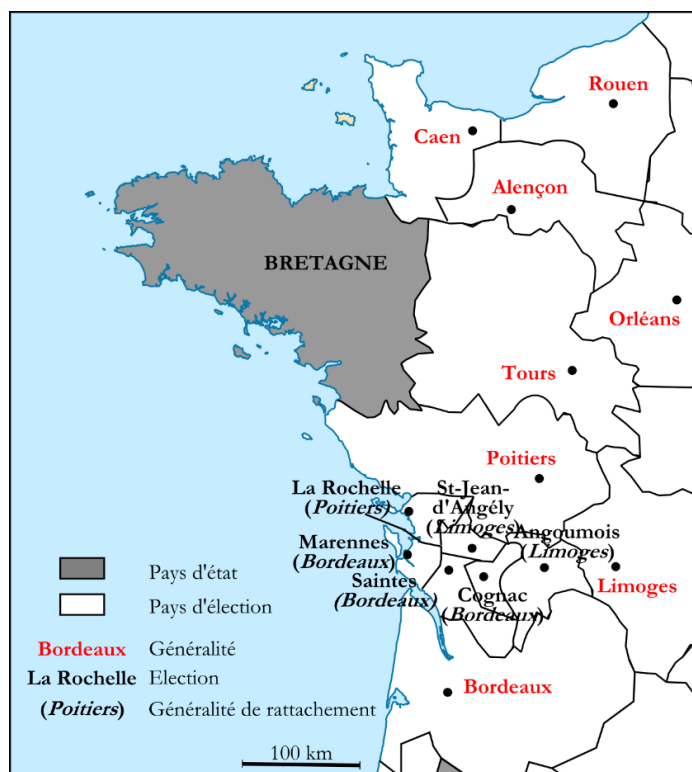 Rouen
Caen
Alençon
BRETAGNE
Orléans
Tours
Poitiers
La Rochelle
(Poitiers)
St-Jean-
d'Angély
(Limoges)
Angoumois
(Limoges)
Marennes
(Bordeaux)
Saintes
(Bordeaux)
Cognac
(Bordeaux)
Limoges
Bordeaux
Pays d'état
Pays d'élection
Bordeaux Généralité
La Rochelle Election
(Poitiers) Généralité de rattachement
100 km